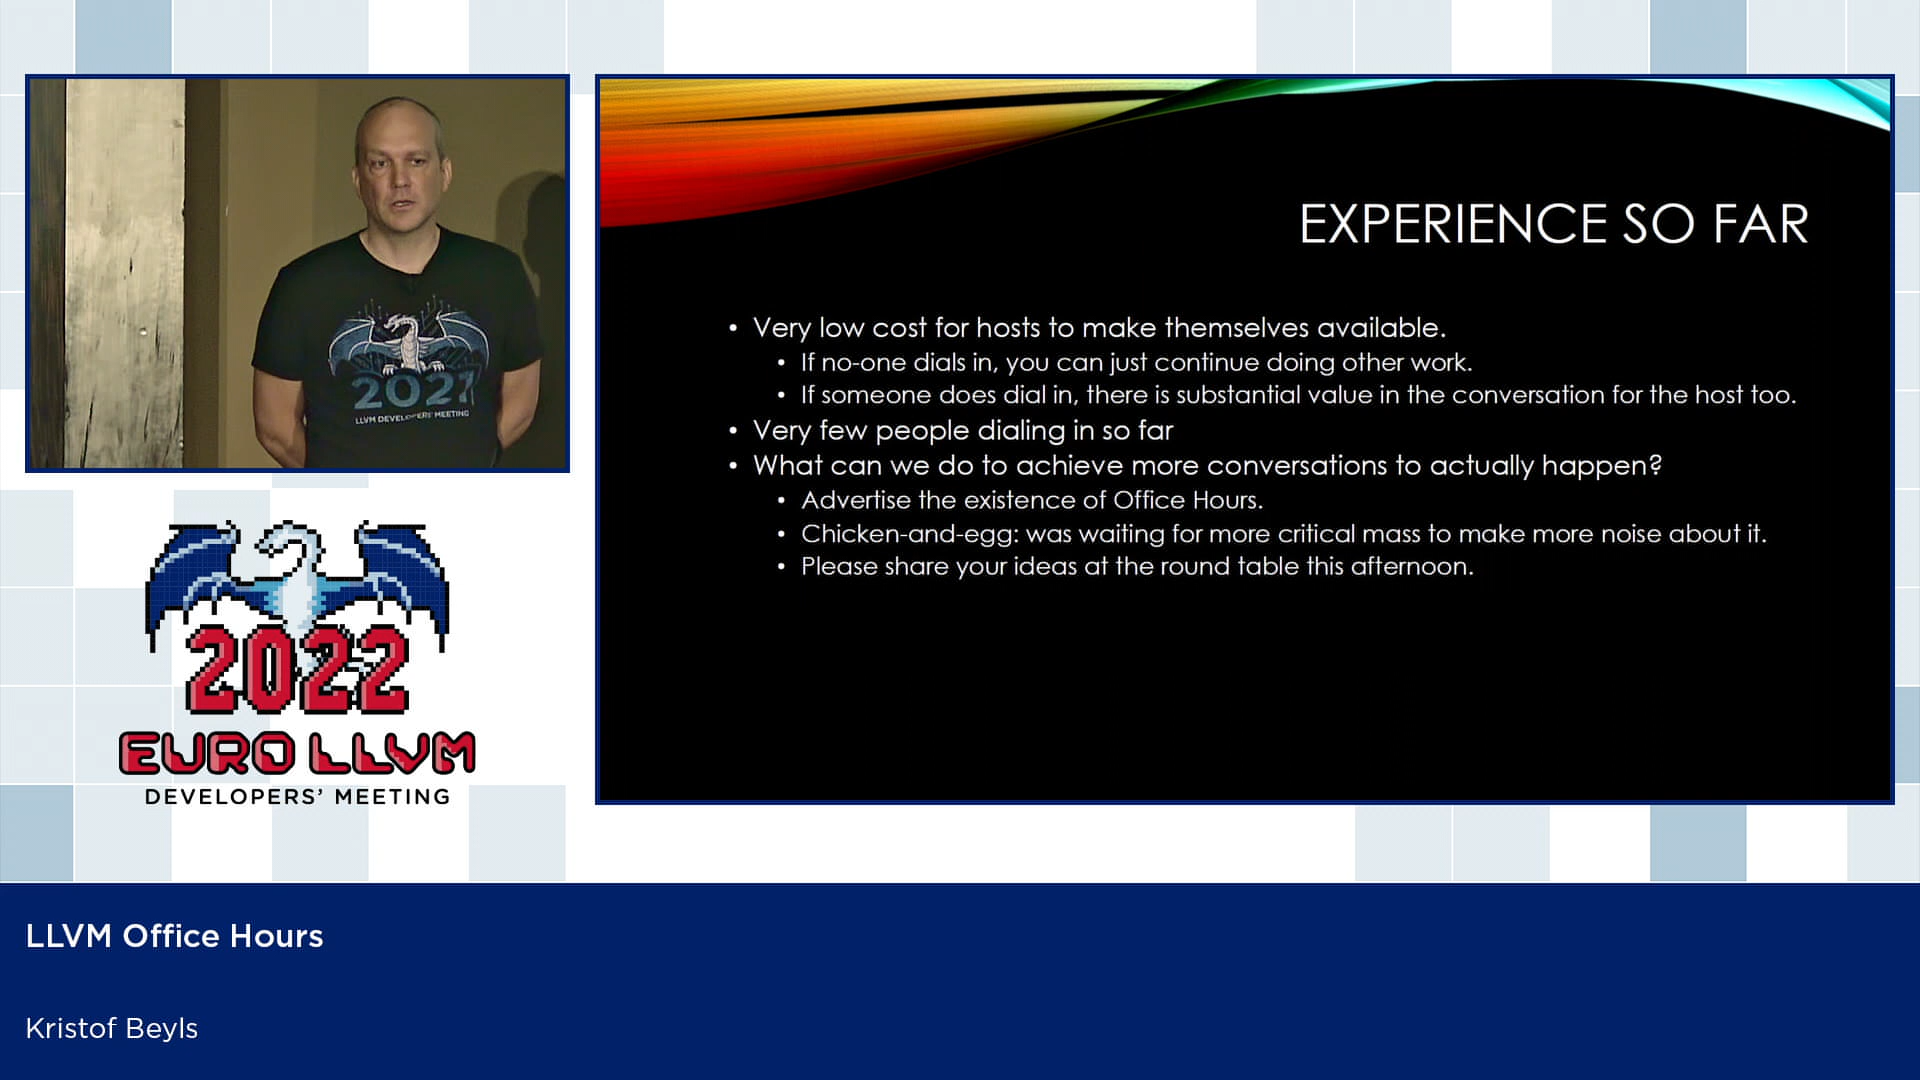 EXPERIENCE SO FAR
• Very low cost for hosts to make themselves available.
• If no-one dials in, you can just continue doing other work.
• If someone does dial in, there is substantial value in the conversation for the host too.
• Very few people dialing in so far
• What can we do to achieve more conversations to actually happen?
• Advertise the existence of Office Hours.
• Chicken-and-egg: was waiting for more critical mass to make more noise about it.
• Please share your ideas at the round table this afternoon.
2021
LLVM DEVELOPERS' MEETING
2022
EURO LLVM
DEVELOPERS' MEETING
LLVM Office Hours
Kristof Beyls